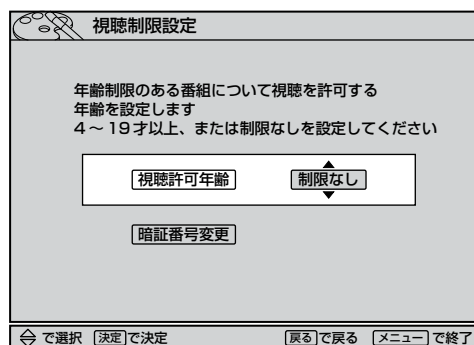 視聴制限設定
年齢制限のある番組について視聴を許可する
年齢を設定します
4～19才以上、または制限なしを設定してください
視聴許可年齢 制限なし
暗証番号変更
で選択 決定で決定 戻るで戻る メニューで終了